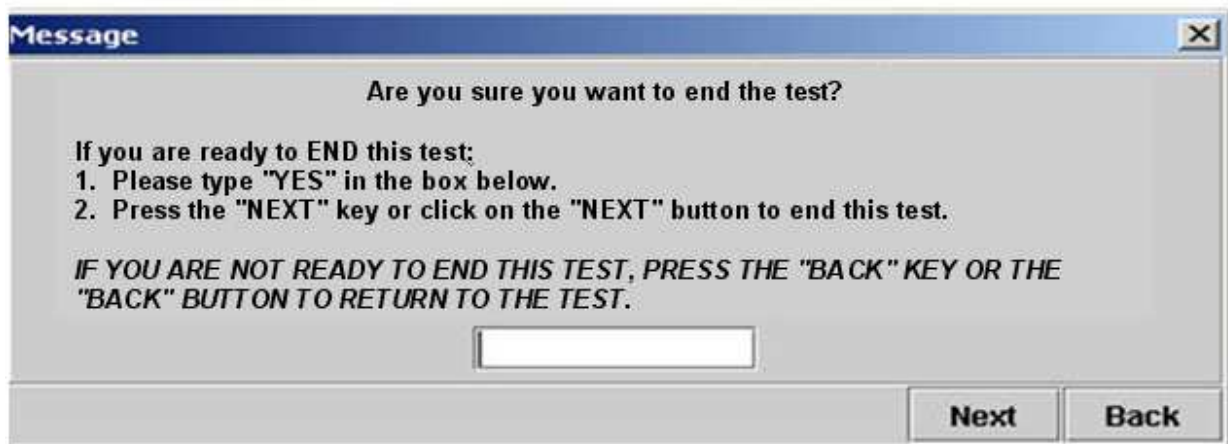 Message
Are you sure you want to end the test?
If you are ready to END this test:
1. Please type "YES" in the box below.
2. Press the "NEXT" key or click on the "NEXT" button to end this test.
IF YOU ARE NOT READY TO END THIS TEST, PRESS THE "BACK" KEY OR THE
"BACK" BUTTON TO RETURN TO THE TEST.
Next Back